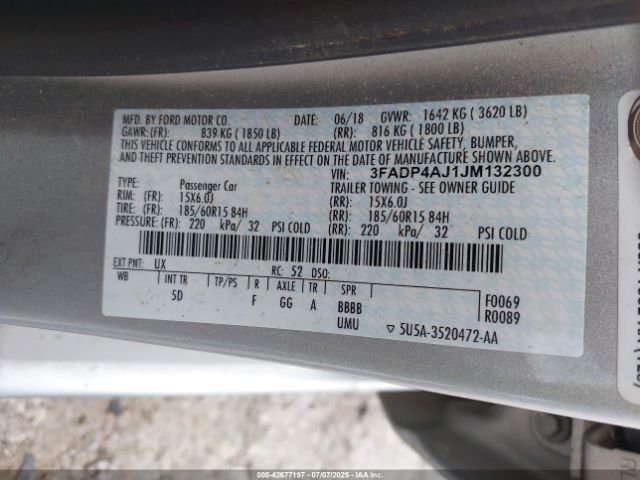 MFD. BY FORD MOTOR CO. DATE: 06/18 GVWR: 1642 KG ( 3620 LB)
GAWR: (FR): 839 KG ( 1850 LB) (RR): 816 KG ( 1800 LB)
THIS VEHICLE CONFORMS TO ALL APPLICABLE FEDERAL MOTOR VEHICLE SAFETY, BUMPER,
AND THEFT PREVENTION STANDARDS IN EFFECT ON THE DATE OF MANUFACTURE SHOWN ABOVE.
VIN: 3FADP4AJ1JM132300
TYPE: Passenger Car TRAILER TOWING - SEE OWNER GUIDE
RIM: (FR): 15X6.0J (RR): 15X6.0J
TIRE: (FR): 185/60R15 84H (RR): 185/60R15 84H
PRESSURE: (FR): 220 kPa/ 32 PSI COLD (RR): 220 kPa/ 32 PSI COLD
EXT PNT: UX RC: 52 DSO:
WB INT TR TP/PS R AXLE TR SPR
5D F GG A BBBB F0069
UMU R0089
5U5A-3520472-AA
000-42677197 - 07/07/2025 - IAAI.COM